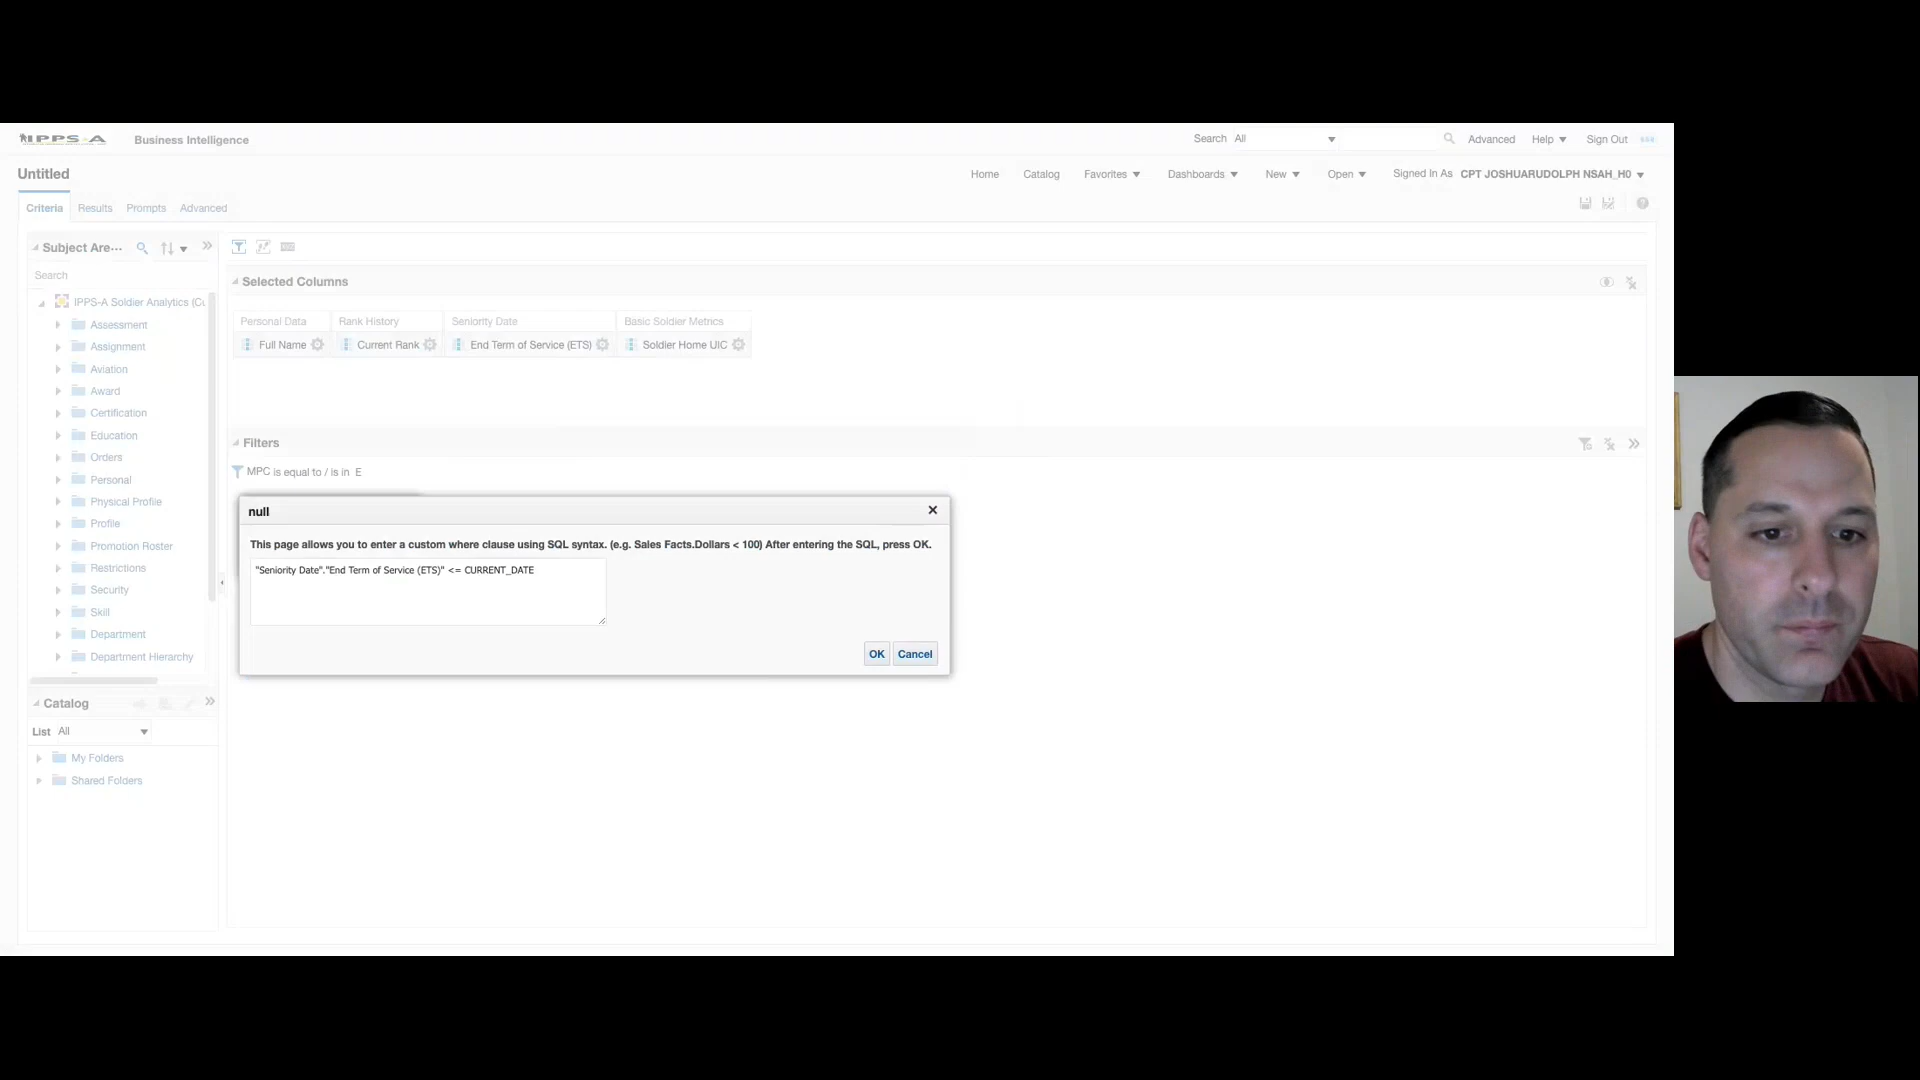 IPPS-A Business Intelligence Search All Advanced Help Sign Out
Untitled Home Catalog Favorites Dashboards New Open Signed In As CPT JOSHUARUDOLPH NSAH_H0
Criteria Results Prompts Advanced
Subject Are...
Search
IPPS-A Soldier Analytics (Cu
Assessment
Assignment
Aviation
Award
Certification
Education
Orders
Personal
Physical Profile
Profile
Promotion Roster
Restrictions
Security
Skill
Department
Department Hierarchy
Catalog
List All
My Folders
Shared Folders
Selected Columns
Personal Data Rank History Seniority Date Basic Soldier Metrics
Full Name Current Rank End Term of Service (ETS) Soldier Home UIC
Filters
MPC is equal to / is in E
null
This page allows you to enter a custom where clause using SQL syntax. (e.g. Sales Facts.Dollars < 100) After entering the SQL, press OK.
"Seniority Date"."End Term of Service (ETS)" <= CURRENT_DATE
OK Cancel